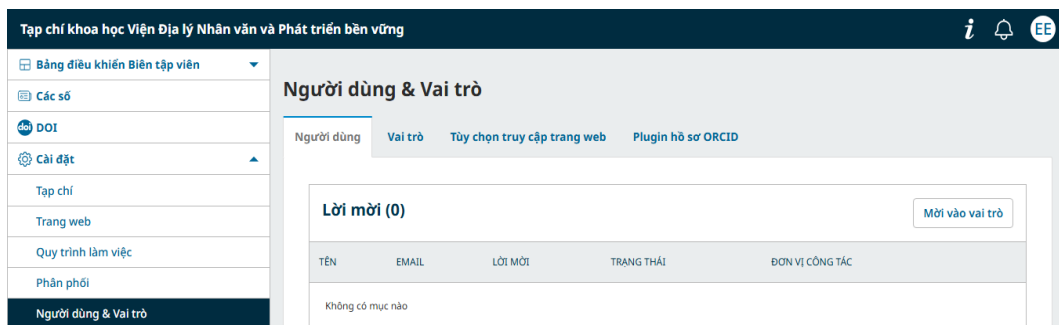 Tạp chí khoa học Viện Địa lý Nhân văn và Phát triển bền vững
EE
Bảng điều khiển Biên tập viên
Các số
doi DOI
Cài đặt
Tạp chí
Trang web
Quy trình làm việc
Phân phối
Người dùng & Vai trò
Người dùng & Vai trò
Người dùng Vai trò Tùy chọn truy cập trang web Plugin hồ sơ ORCID
Lời mời (0)
Mời vào vai trò
TÊN EMAIL LỜI MỜI TRẠNG THÁI ĐƠN VỊ CÔNG TÁC
Không có mục nào